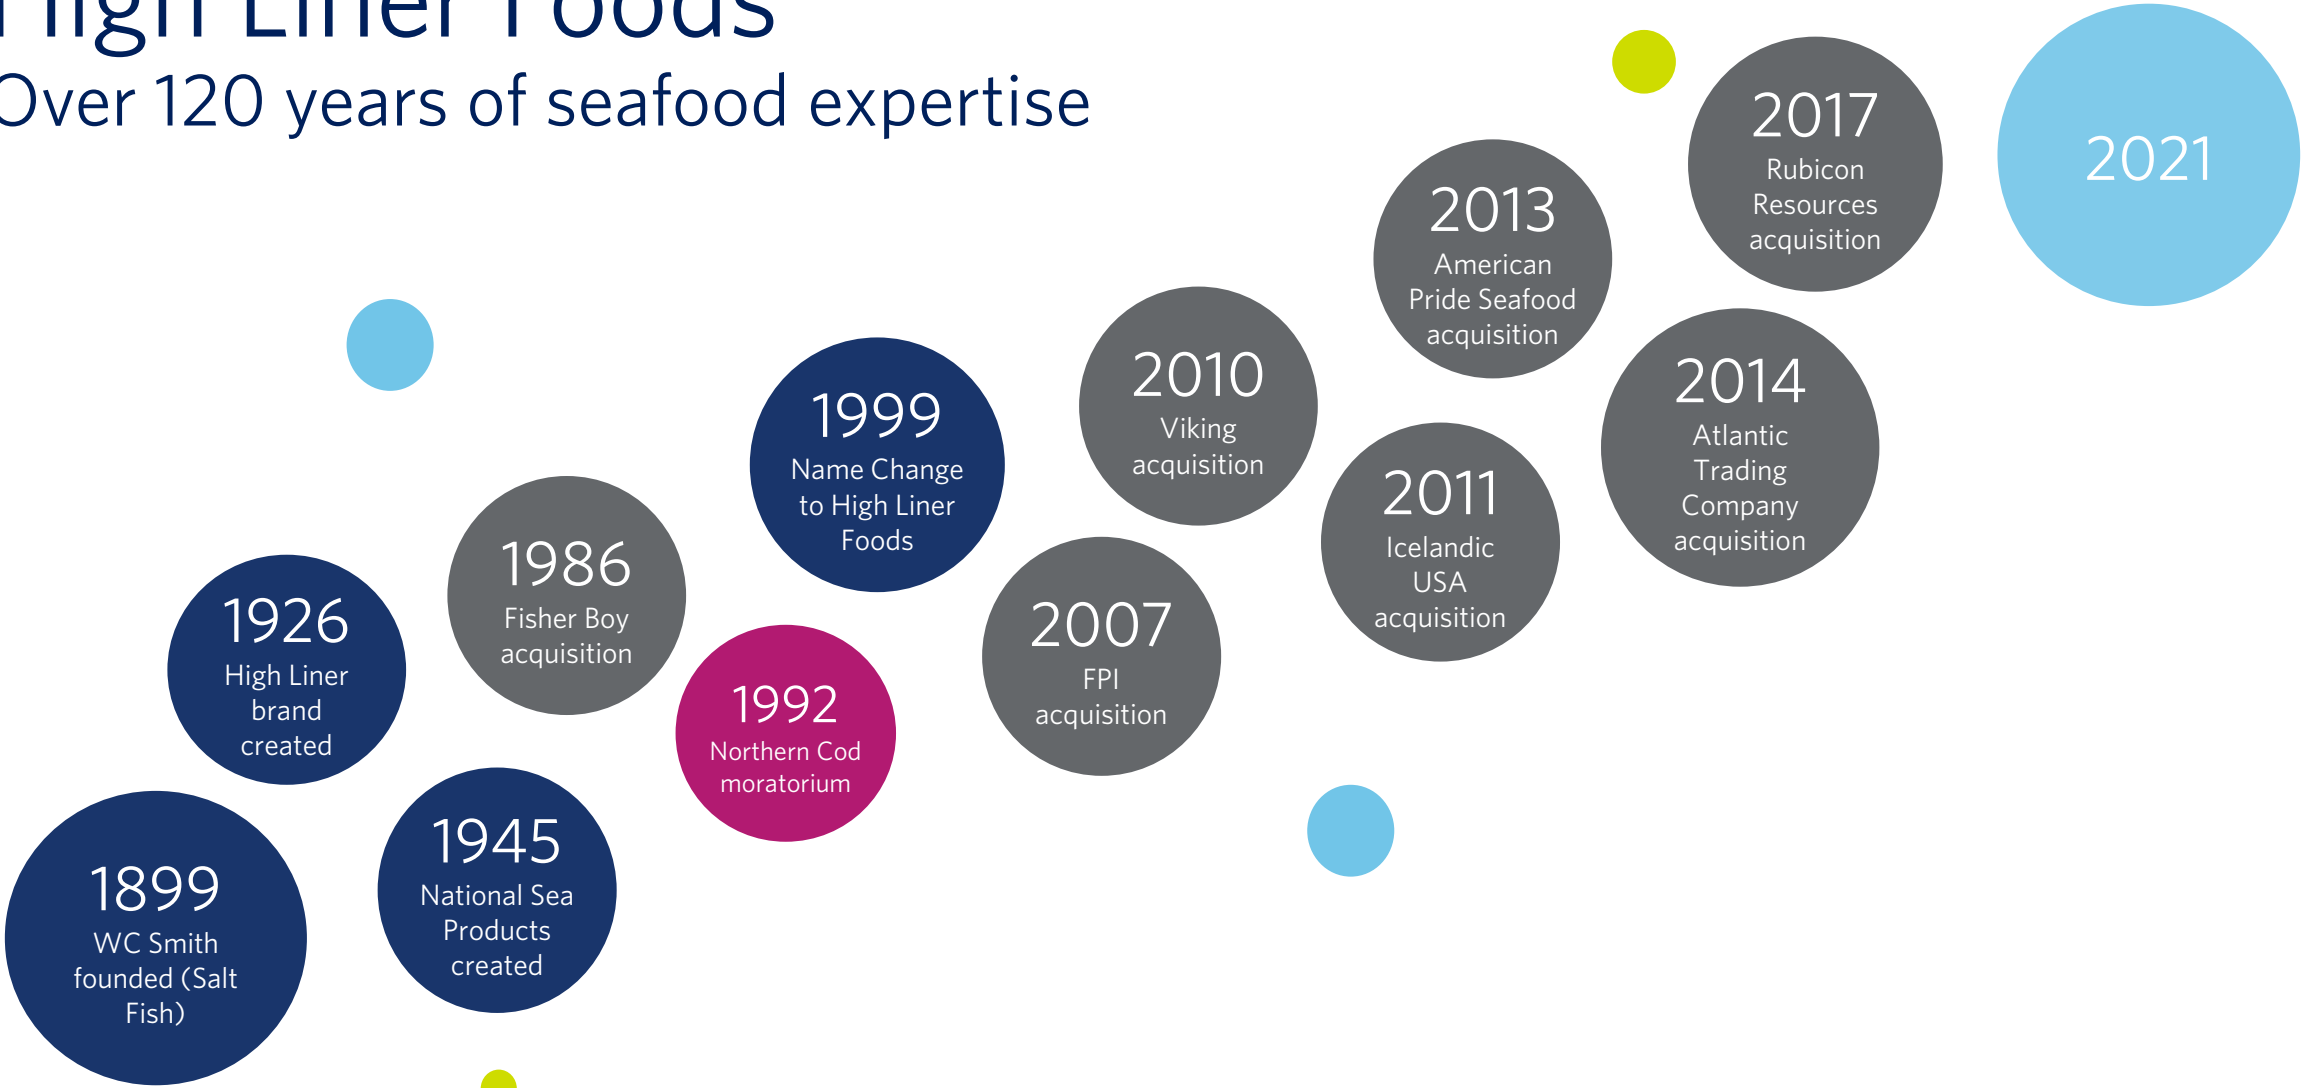 High Liner Foods
Over 120 years of seafood expertise
1899
WC Smith
founded (Salt
Fish)
1926
High Liner
brand
created
1945
National Sea
Products
created
1986
Fisher Boy
acquisition
1992
Northern Cod
moratorium
1999
Name Change
to High Liner
Foods
2007
FPI
acquisition
2010
Viking
acquisition
2011
Icelandic
USA
acquisition
2013
American
Pride Seafood
acquisition
2014
Atlantic
Trading
Company
acquisition
2017
Rubicon
Resources
acquisition
2021